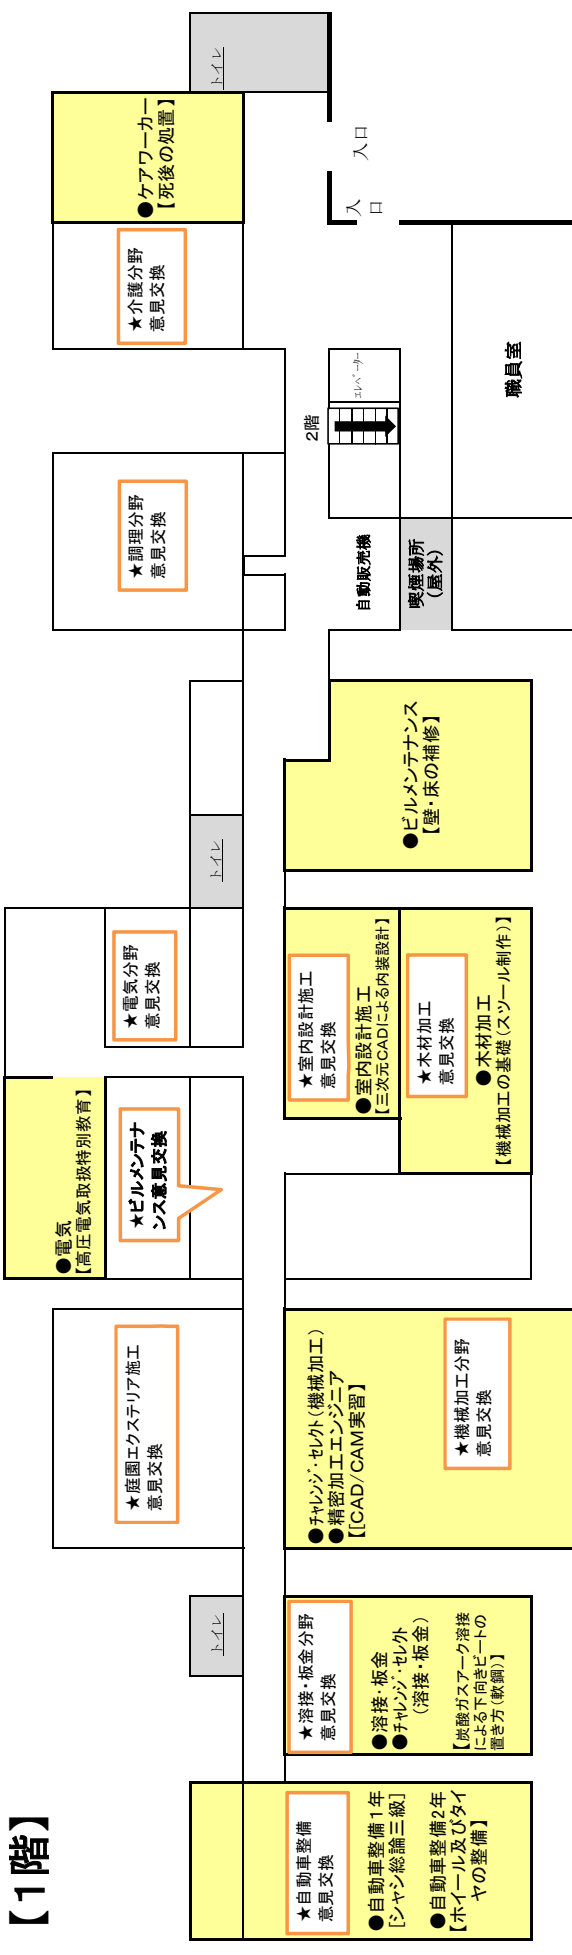 【1階】
★自動車整備
意見交換
●自動車整備1年
[シャシ総論三級]
●自動車整備2年
【ホイール及びタイ
ヤの整備】
トイレ
★溶接・板金分野
意見交換
●溶接・板金
●チャレンジ・セレクト
(溶接・板金)
【炭酸ガスアーク溶接
による下向きビートの
置き方(軟鋼)】
★庭園エクステリア施工
意見交換
●チャレンジ・セレクト(機械加工)
●精密加工エンジニア
【[CAD/CAM実習】
★機械加工分野
意見交換
●電気
【高圧電気取扱特別教育】
★ビルメンテナ
ンス意見交換
★電気分野
意見交換
★室内設計施工
意見交換
●室内設計施工
【三次元CADによる内装設計】
★木材加工
意見交換
●木材加工
【機械加工の基礎(スツール制作)】
トイレ
●ビルメンテナンス
【壁・床の補修】
★調理分野
意見交換
自動販売機
喫煙場所
(屋外)
2階
エレベーター
職員室
★介護分野
意見交換
●ケアワーカー
【死後の処置】
トイレ
入
口
入口